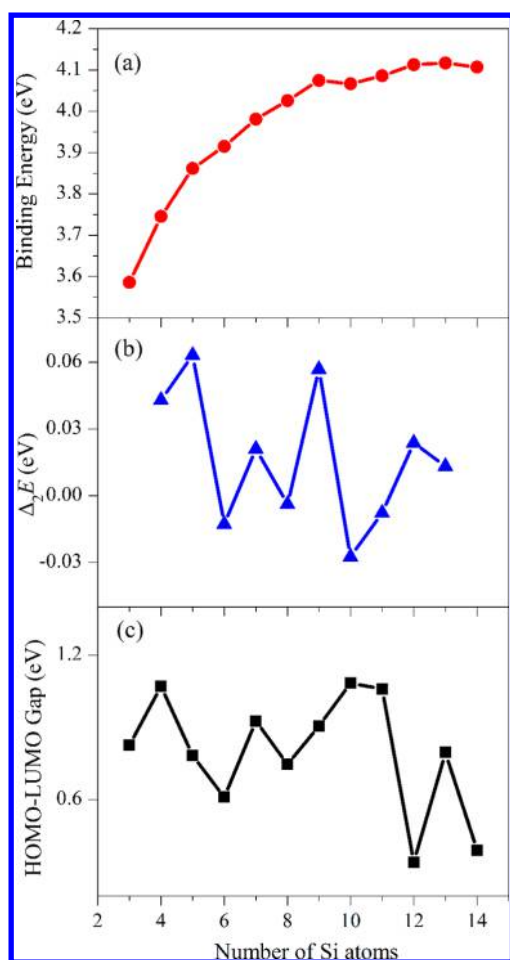 (a)
Binding Energy (eV)
4.2
4.1
4.0
3.9
3.8
3.7
3.6
3.5
(b)
Δ₂E (eV)
0.06
0.03
-0.00
-0.03
(c)
HOMO-LUMO Gap (eV)
1.2
0.6
2 4 6 8 10 12 14
Number of Si atoms